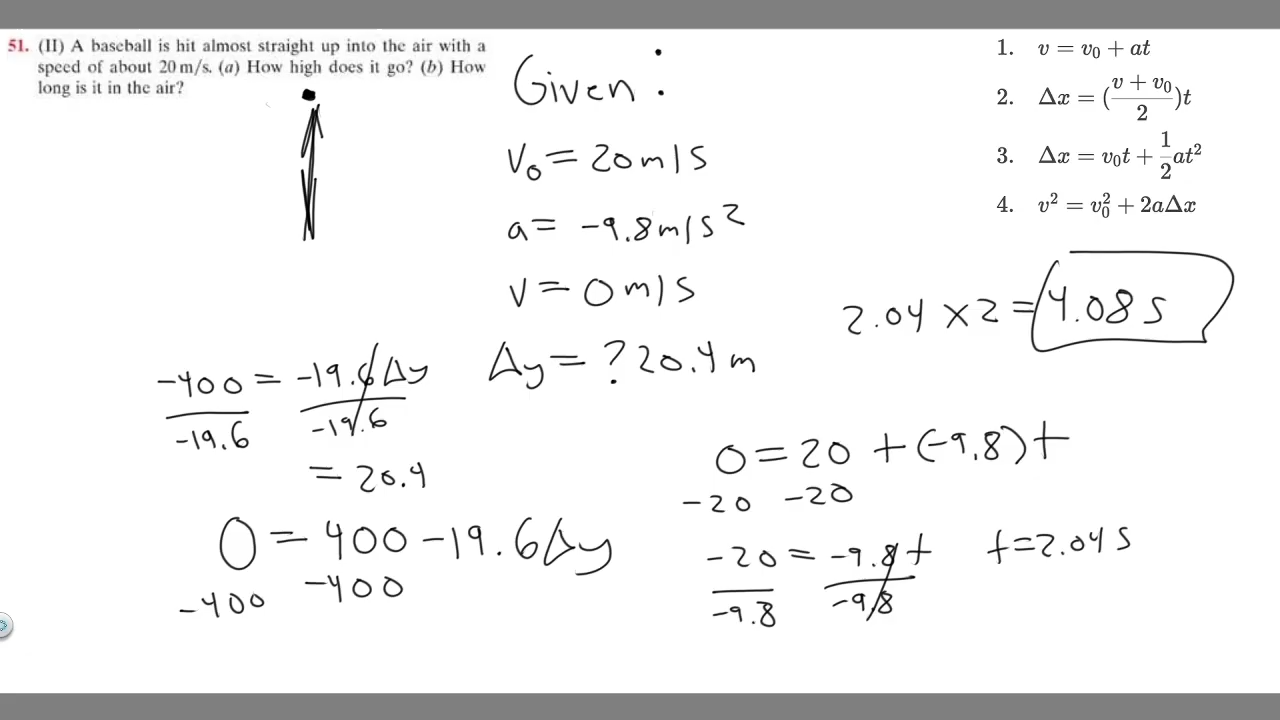 51. (II) A baseball is hit almost straight up into the air with a
speed of about 20 m/s. (a) How high does it go? (b) How
long is it in the air?
Given :
v₀ = 20 m/s
a = -9.8 m/s²
v = 0 m/s
Δy = ? 20.4 m
1. v = v₀ + at
2. Δx = (v + v₀ / 2)t
3. Δx = v₀t + 1/2 at²
4. v² = v₀² + 2aΔx
2.04 x 2 = 4.08 s
-400 = -19.6 Δy
-19.6 -19.6
= 20.4
0 = 400 - 19.6 Δy
-400 -400
0 = 20 + (-9.8)t
-20 -20
-20 = -9.8 t t = 2.04 s
-9.8 -9.8